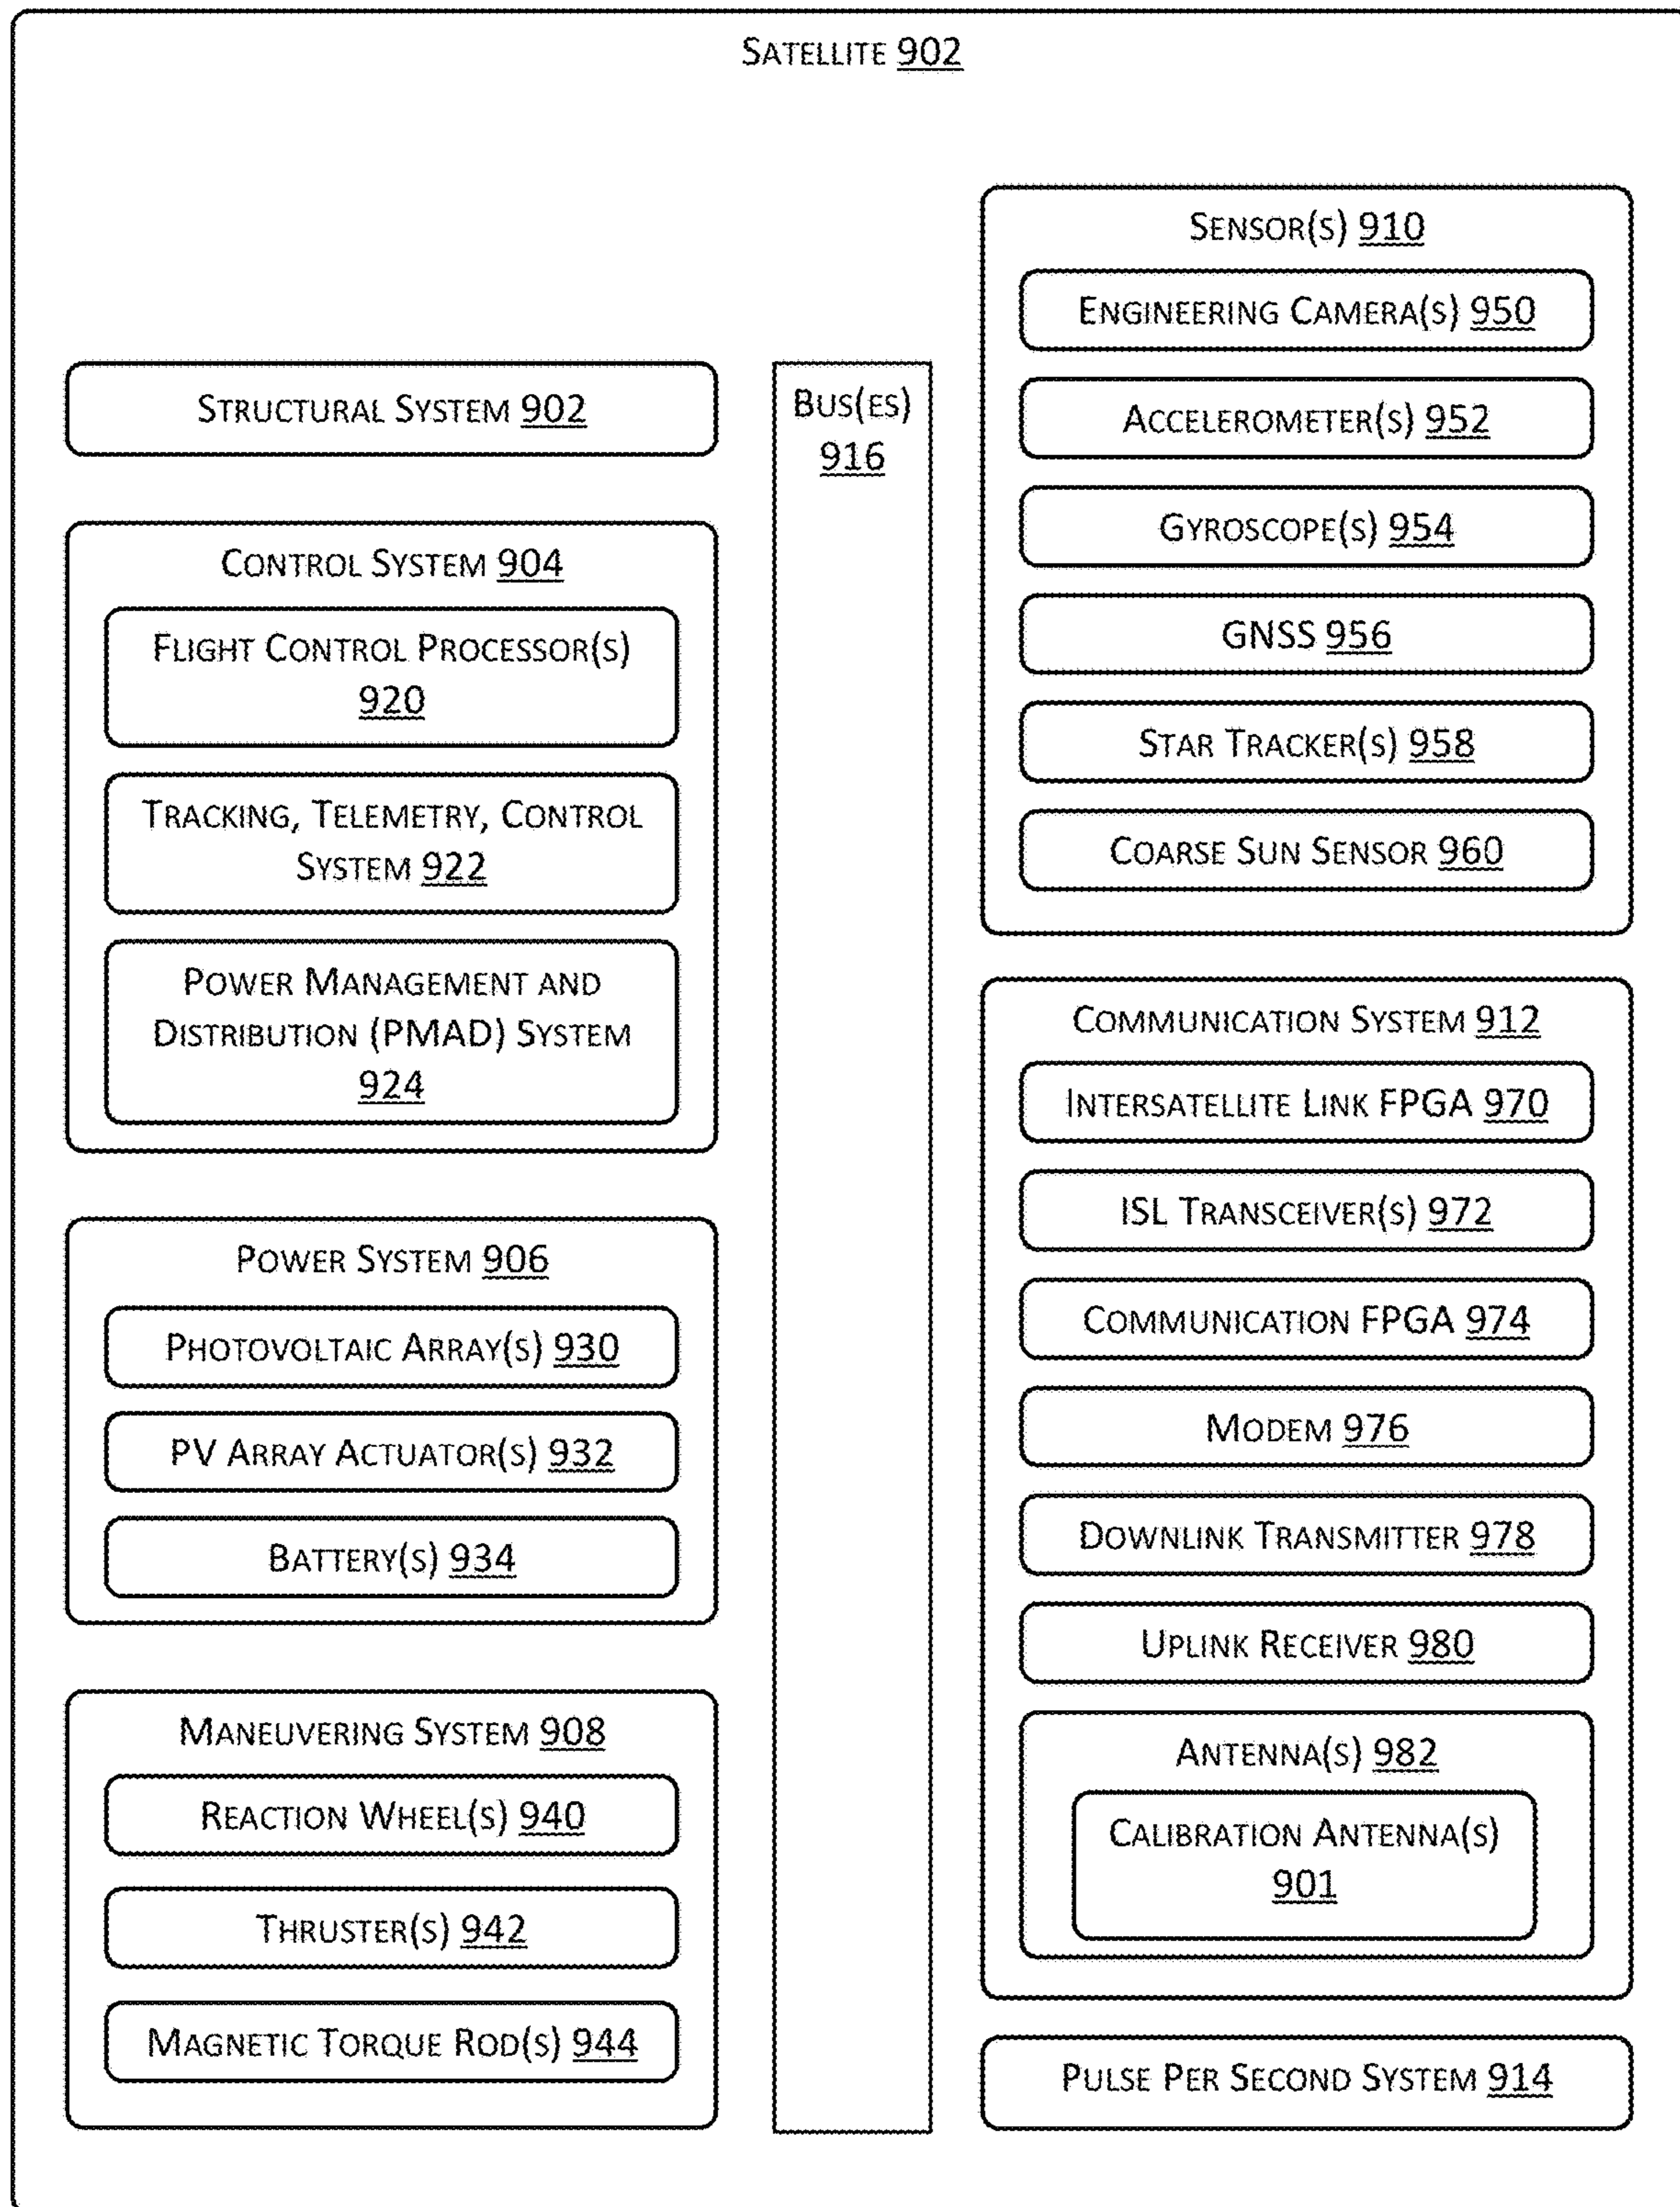 SATELLITE 902
STRUCTURAL SYSTEM 902
CONTROL SYSTEM 904
FLIGHT CONTROL PROCESSOR(S)
920
TRACKING, TELEMETRY, CONTROL
SYSTEM 922
POWER MANAGEMENT AND
DISTRIBUTION (PMAD) SYSTEM
924
POWER SYSTEM 906
PHOTOVOLTAIC ARRAY(S) 930
PV ARRAY ACTUATOR(S) 932
BATTERY(S) 934
MANEUVERING SYSTEM 908
REACTION WHEEL(S) 940
THRUSTER(S) 942
MAGNETIC TORQUE ROD(S) 944
BUS(ES)
916
SENSOR(S) 910
ENGINEERING CAMERA(S) 950
ACCELEROMETER(S) 952
GYROSCOPE(S) 954
GNSS 956
STAR TRACKER(S) 958
COARSE SUN SENSOR 960
COMMUNICATION SYSTEM 912
INTERSATELLITE LINK FPGA 970
ISL TRANSCEIVER(S) 972
COMMUNICATION FPGA 974
MODEM 976
DOWNLINK TRANSMITTER 978
UPLINK RECEIVER 980
ANTENNA(S) 982
CALIBRATION ANTENNA(S)
901
PULSE PER SECOND SYSTEM 914